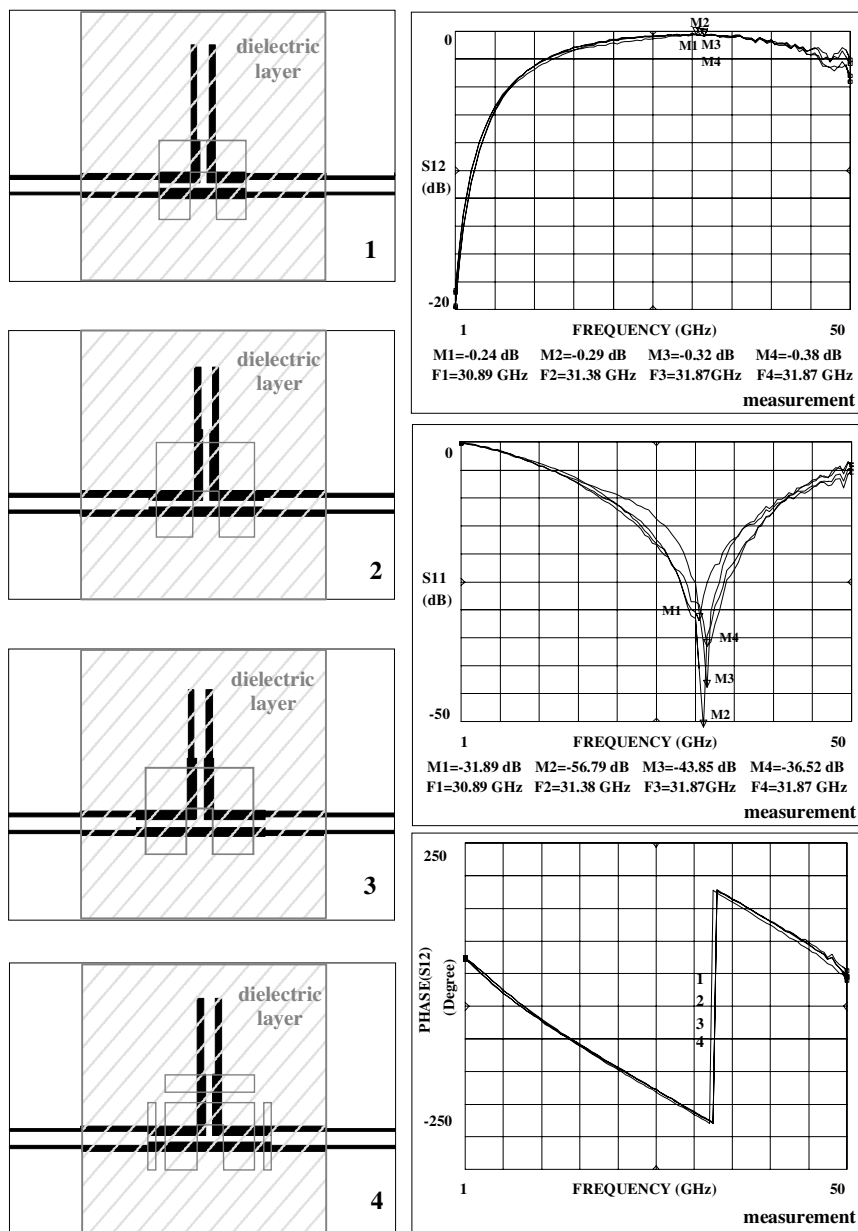 dielectric
layer
1
dielectric
layer
2
dielectric
layer
3
dielectric
layer
4
0
M2
M1 M3
M4
S12
(dB)
-20
1 FREQUENCY (GHz) 50
M1=-0.24 dB M2=-0.29 dB M3=-0.32 dB M4=-0.38 dB
F1=30.89 GHz F2=31.38 GHz F3=31.87GHz F4=31.87 GHz
measurement
0
S11
(dB)
M1
M4
M3
M2
-50
1 FREQUENCY (GHz) 50
M1=-31.89 dB M2=-56.79 dB M3=-43.85 dB M4=-36.52 dB
F1=30.89 GHz F2=31.38 GHz F3=31.87GHz F4=31.87 GHz
measurement
250
PHASE(S12)
(Degree)
1
2
3
4
-250
1 FREQUENCY (GHz) 50
measurement